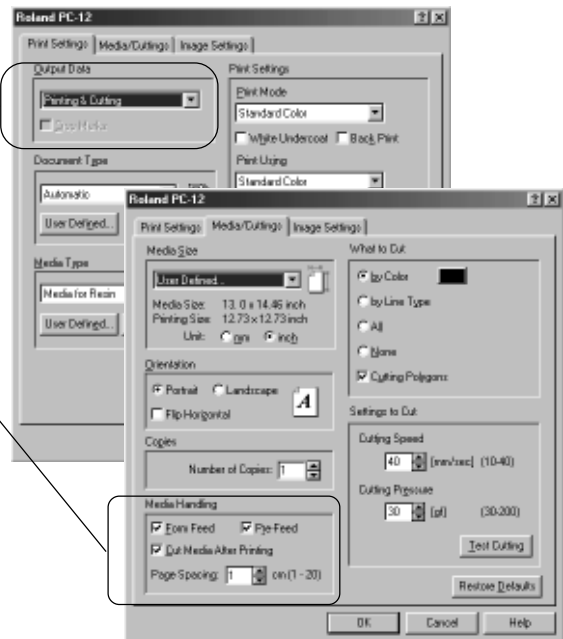 Roland PC-12
Print Settings Media/Cuttings Image Settings
Output Data
Printing & Cutting
Crop Marks
Document Type
Automatic
User Defined...
Media Type
Media for Resin
User Defined...
Print Settings
Print Mode
Standard Color
White Undercoat Back Print
Print Using
Standard Color
Roland PC-12
Print Settings Media/Cuttings Image Settings
Media Size
User Defined...
Media Size: 13.0 x 14.46 inch
Printing Size: 12.73 x 12.73 inch
Unit: mm inch
Orientation
Portrait Landscape
Flip Horizontal
A
Copies
Number of Copies: 1
Media Handling
Form Feed Pre-Feed
Cut Media After Printing
Page Spacing: 1 cm (1 - 20)
What to Cut
by Color
by Line Type
All
None
Cutting Polygons
Settings to Cut
Cutting Speed
40 [mm/sec] (10-40)
Cutting Pressure
30 [gf] (30-200)
Test Cutting
Restore Defaults
OK Cancel Help